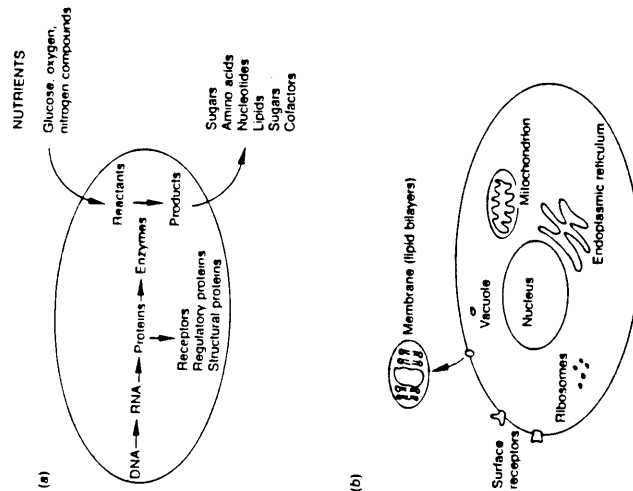 (a)
NUTRIENTS
Glucose, oxygen,
nitrogen compounds
DNA
RNA
Proteins
Enzymes
Receptors
Regulatory proteins
Structural proteins
Reactants
Products
Sugars
Amino acids
Nucleotides
Lipids
Sugars
Cofactors
(b)
Surface
receptors
Membrane (lipid bilayers)
Vacuole
Nucleus
Mitochondrion
Ribosomes
Endoplasmic reticulum